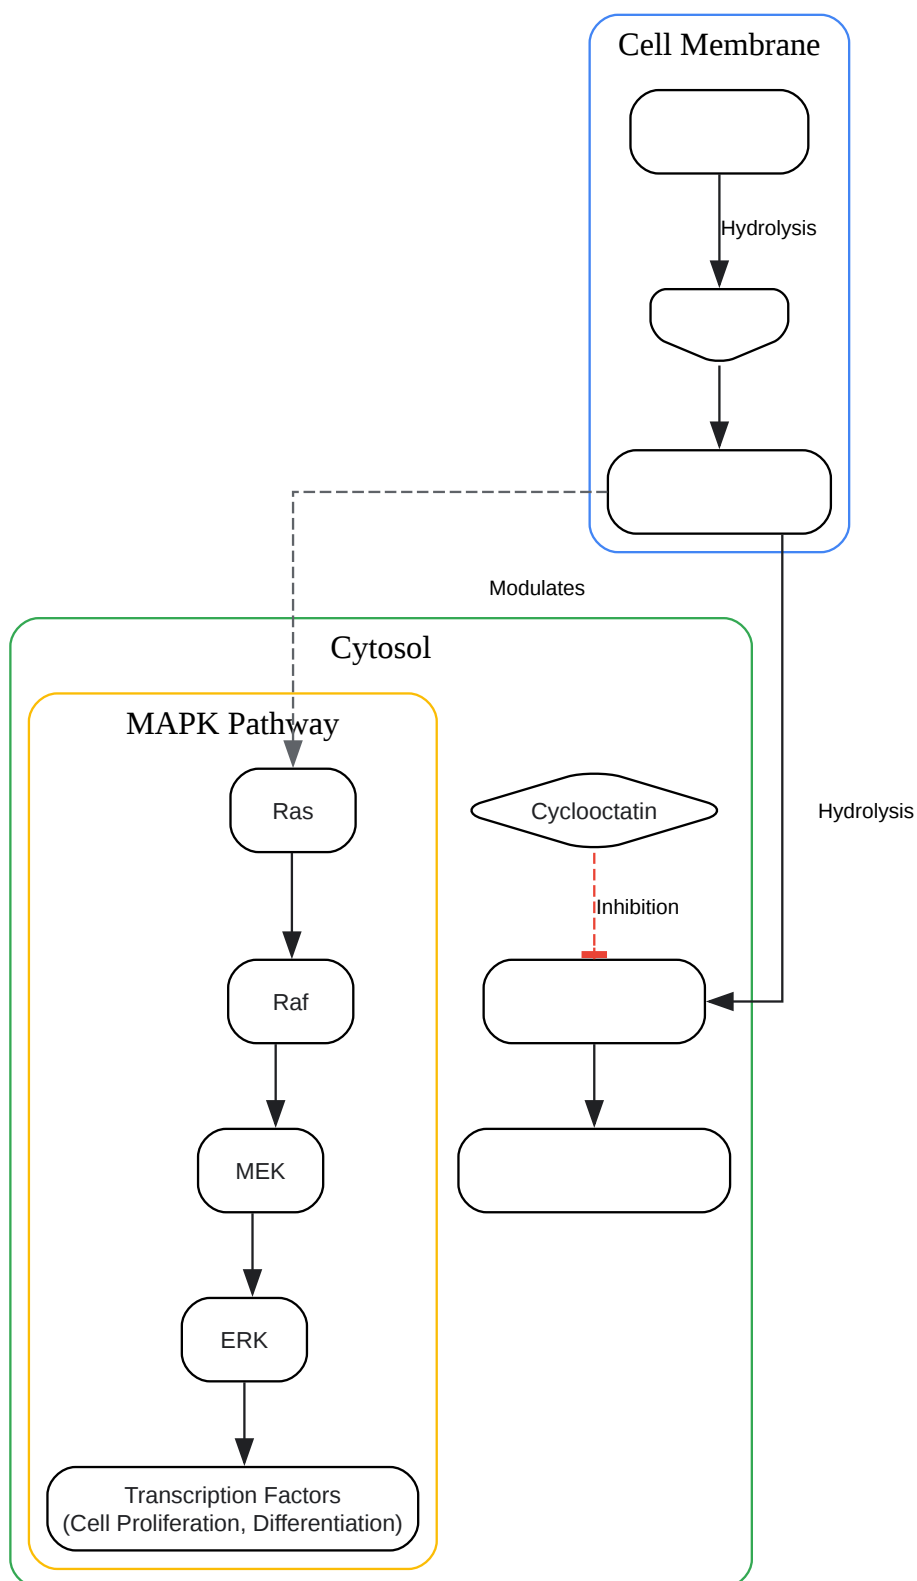 Cell Membrane
Hydrolysis
Modulates
Cytosol
MAPK Pathway
Ras
Cyclooctatin
Hydrolysis
Inhibition
Raf
MEK
ERK
Transcription Factors
(Cell Proliferation, Differentiation)